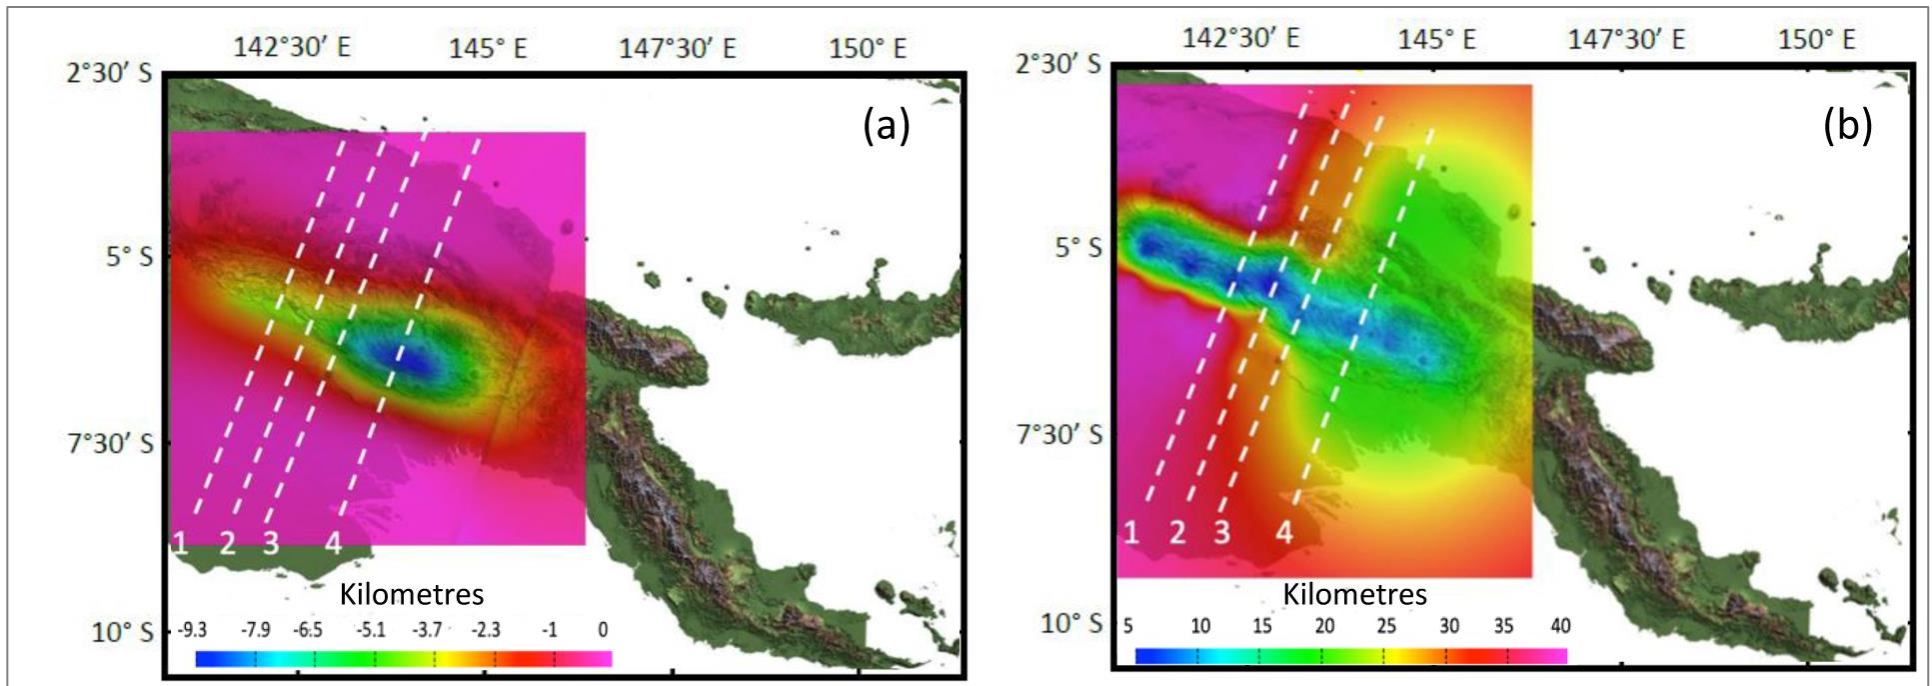 142°30′ E 145° E 147°30′ E 150° E
2°30′ S
5° S
7°30′ S
10° S
(a)
1 2 3 4
Kilometres
-9.3 -7.9 -6.5 -5.1 -3.7 -2.3 -1 0
142°30′ E 145° E 147°30′ E 150° E
2°30′ S
5° S
7°30′ S
10° S
(b)
1 2 3 4
Kilometres
5 10 15 20 25 30 35 40